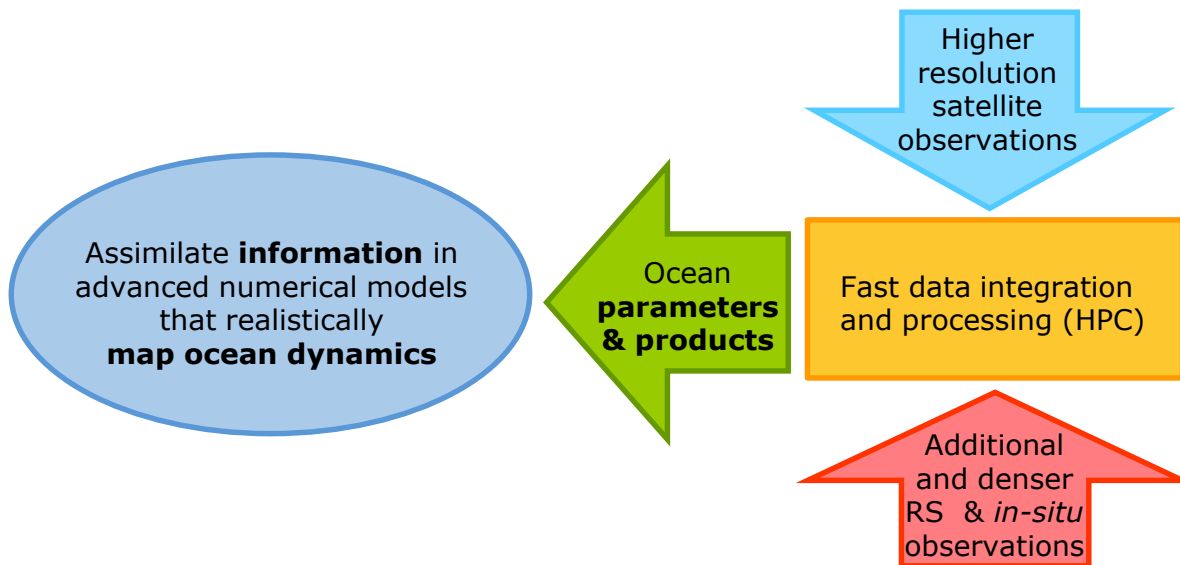 Higher
resolution
satellite
observations
Assimilate information in
advanced numerical models
that realistically
map ocean dynamics
Ocean
parameters
& products
Fast data integration
and processing (HPC)
Additional
and denser
RS & in-situ
observations